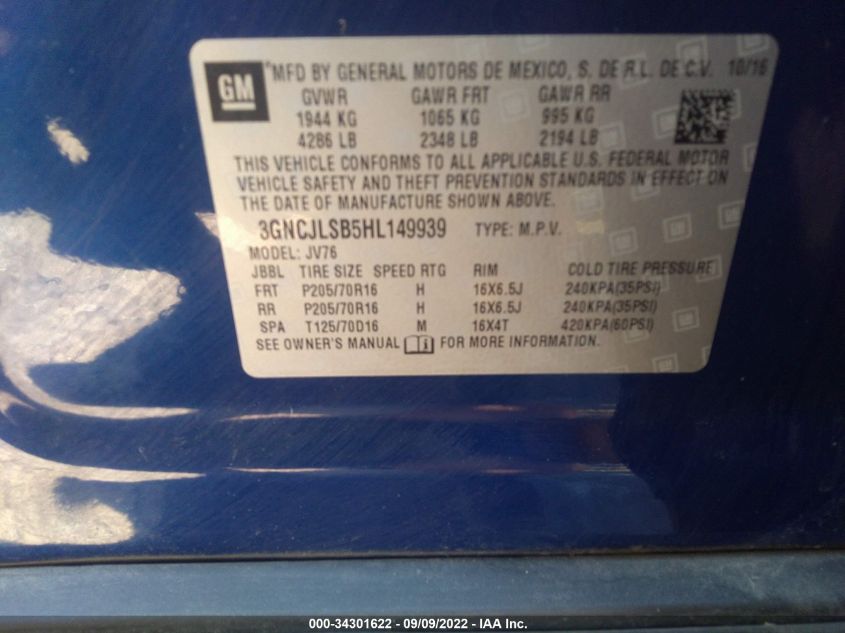 GM
*MFD BY GENERAL MOTORS DE MEXICO, S. DE R.L. DE C.V. 10/16
GVWR GAWR FRT GAWR RR
1944 KG 1065 KG 995 KG
4286 LB 2348 LB 2194 LB
THIS VEHICLE CONFORMS TO ALL APPLICABLE U.S. FEDERAL MOTOR
VEHICLE SAFETY AND THEFT PREVENTION STANDARDS IN EFFECT ON
THE DATE OF MANUFACTURE SHOWN ABOVE.
3GNCJLSB5HL149939 TYPE: M.P.V.
MODEL: JV76
JBBL TIRE SIZE SPEED RTG RIM COLD TIRE PRESSURE
FRT P205/70R16 H 16X6.5J 240KPA(35PSI)
RR P205/70R16 H 16X6.5J 240KPA(35PSI)
SPA T125/70D16 M 16X4T 420KPA(60PSI)
SEE OWNER'S MANUAL FOR MORE INFORMATION.
000-34301622 - 09/09/2022 - IAA Inc.